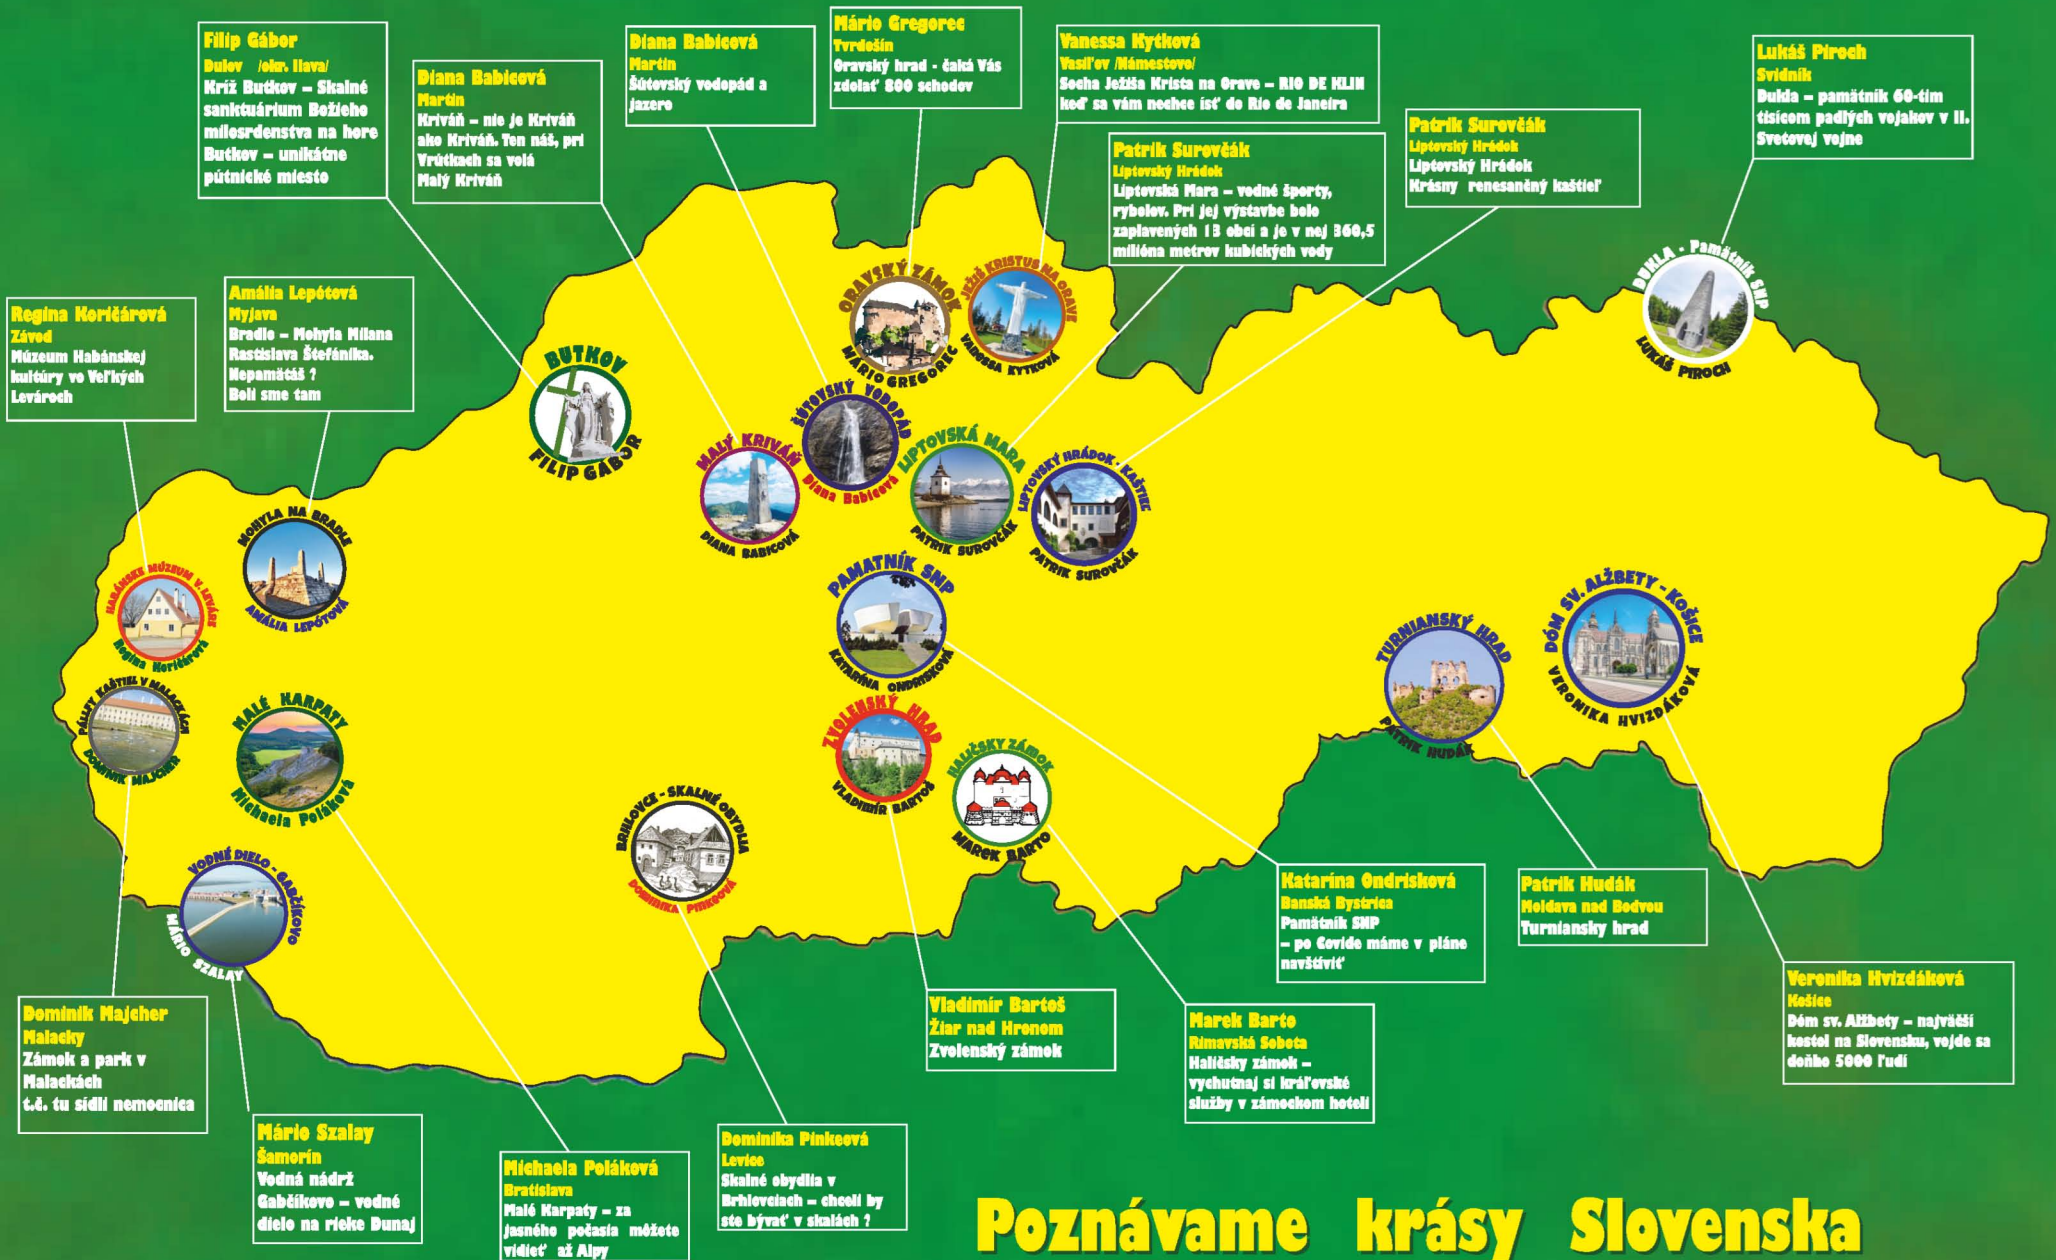 Filip Gábor
Dulov /okr. Ilava/
Kríž Butkov – Skalné
sanktuárium Božieho
milosrdenstva na hore
Butkov – unikátne
pútnické miesto
Diana Babicová
Martin
Kriváň – nie je Kriváň
ako Kriváň. Ten náš, pri
Vrútkach sa volá
Malý Kriváň
Diana Babicová
Martin
Šútovský vodopád a
jazero
Mário Gregorec
Tvrdošín
Oravský hrad - čaká Vás
zdolať 800 schodov
Vanessa Kytková
Vasiľov /Námestovo/
Socha Ježiša Krista na Orave – RIO DE KLIN
keď sa vám nechce ísť do Rio de Janeira
Patrik Surovčák
Liptovský Hrádok
Liptovská Mara – vodné športy,
rybolov. Pri jej výstavbe bolo
zaplavených 13 obcí a je v nej 360,5
milióna metrov kubických vody
Patrik Surovčák
Liptovský Hrádok
Liptovský Hrádok
Krásny renesančný kaštieľ
Lukáš Piroch
Svidník
Dukla – pamätník 60-tim
tisícom padlých vojakov v II.
Svetovej vojne
Regina Koričárová
Závod
Múzeum Habánskej
kultúry vo Veľkých
Levároch
Amália Lepótová
Myjava
Bradlo – Mohyla Milana
Rastislava Štefánika.
Nepamätáš ?
Boli sme tam
DUKLA - Pamätník SNP
LUKÁŠ PIROCH
ORAVSKÝ ZÁMOK
MÁRIO GREGOREC
JEŽIŠ KRISTUS NA ORAVE
VANESSA KYTKOVÁ
BUTKOV
FILIP GÁBOR
ŠÚTOVSKÝ VODOPÁD
Diana Babicová
MALÝ KRIVÁŇ
DIANA BABICOVÁ
LIPTOVSKÁ MARA
PATRIK SUROVČÁK
LIPTOVSKÝ HRÁDOK - KAŠTIEĽ
PATRIK SUROVČÁK
MOHYLA NA BRADLE
AMÁLIA LEPÓTOVÁ
HABÁNSKE MÚZEUM V. LEVÁRE
Regina Koričárová
PAMATNÍK SNP
KATARÍNA ONDRISKOVÁ
DÓM SV. ALŽBETY - KOŠICE
VERONIKA HVIZDÁKOVÁ
TURNIANSKÝ HRAD
PATRIK HUDÁK
PÁLFFY KAŠTIEL V MALACKÁCH
DOMINIK MAJCHER
MALÉ KARPATY
Michaela Poláková
ZVOLENSKÝ HRAD
VLADIMÍR BARTOŠ
HALIČSKY ZÁMOK
MAREK BARTO
BRHLOVCE - SKALNÉ OBYDLIA
DOMINIKA PINKEOVÁ
VODNÉ DIELO - GABČÍKOVO
MÁRIO SZALAY
Katarína Ondrisková
Banská Bystrica
Pamätník SNP
– po Covide máme v pláne
navštíviť
Patrik Hudák
Moldava nad Bodvou
Turniansky hrad
Veronika Hvizdáková
Košice
Dóm sv. Alžbety – najväčší
kostol na Slovensku, vojde sa
doňho 5000 ľudí
Dominik Majcher
Malacky
Zámok a park v
Malackách
t.č. tu sídli nemocnica
Vladimír Bartoš
Žiar nad Hronom
Zvolenský zámok
Marek Barto
Rimavská Sobota
Haličsky zámok –
vychutnaj si kráľovské
služby v zámockom hoteli
Mário Szalay
Šamorín
Vodná nádrž
Gabčíkovo – vodné
dielo na rieke Dunaj
Michaela Poláková
Bratislava
Malé Karpaty – za
jasného počasia môžete
vidieť až Alpy
Dominika Pinkeová
Levice
Skalné obydlia v
Brhlovciach – chceli by
ste bývať v skalách ?
Poznávame krásy Slovenska